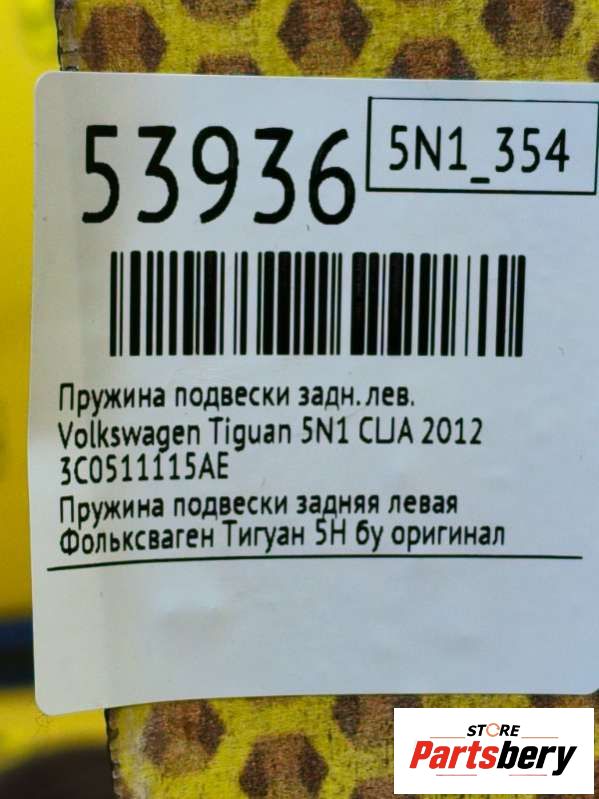 53936
5N1_354
Пружина подвески задн. лев.
Volkswagen Tiguan 5N1 CLJA 2012
3C0511115AE
Пружина подвески задняя левая
Фольксваген Тигуан 5Н бу оригинал
STORE
Partsbery